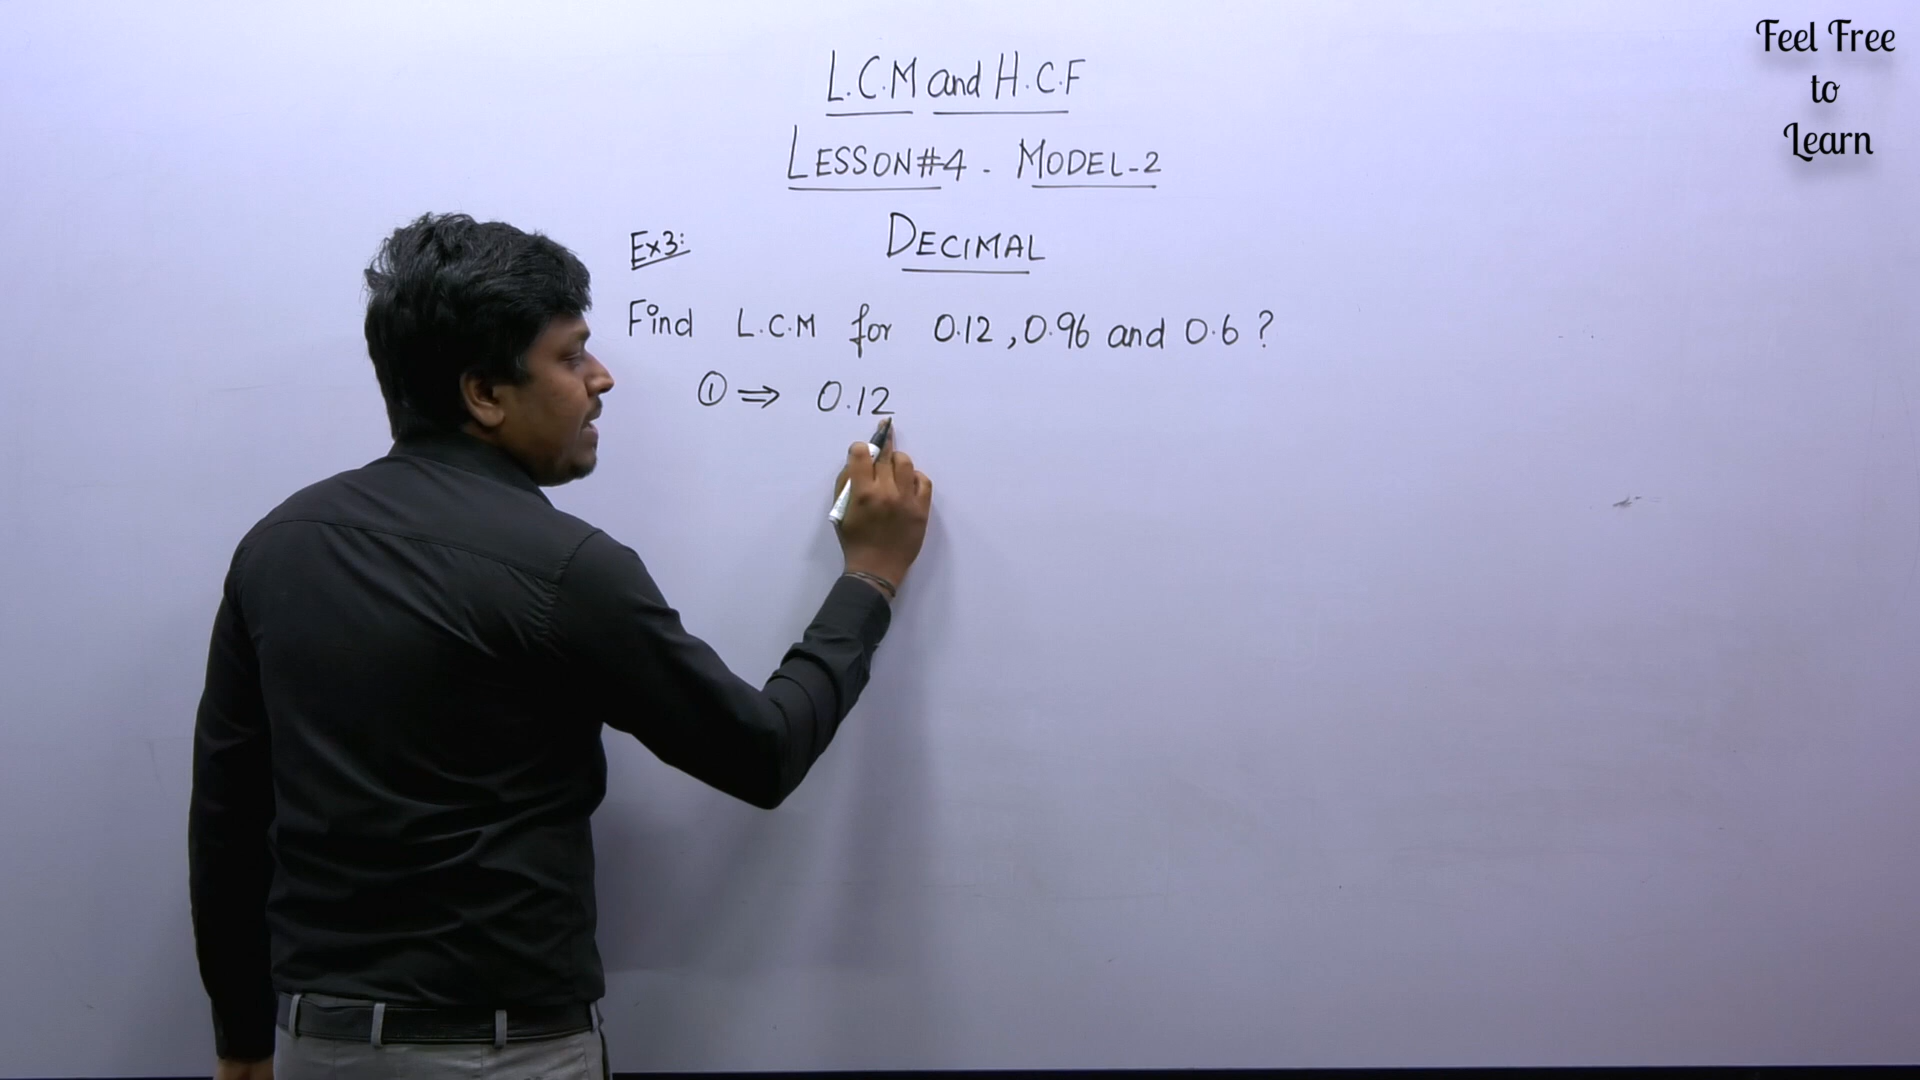 L.C.M and H.C.F
LESSON#4 - MODEL-2
Ex3: DECIMAL
Find L.C.M for 0.12, 0.96 and 0.6 ?
① ⇒ 0.12
Feel Free
to
Learn